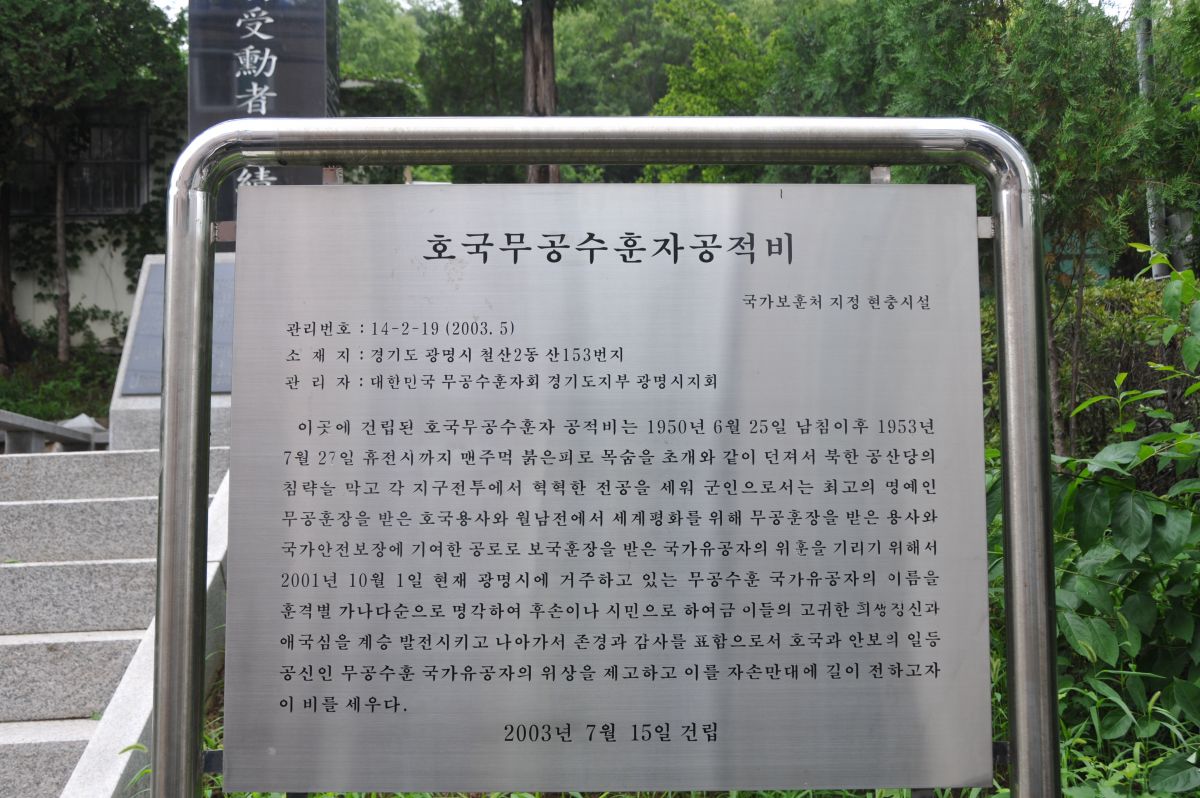 受
勳
者
績
호국무공수훈자공적비
국가보훈처 지정 현충시설
관리번호 : 14-2-19 (2003. 5)
소 재 지 : 경기도 광명시 철산2동 산153번지
관 리 자 : 대한민국 무공수훈자회 경기도지부 광명시지회
이곳에 건립된 호국무공수훈자 공적비는 1950년 6월 25일 남침이후 1953년
7월 27일 휴전시까지 맨주먹 붉은피로 목숨을 초개와 같이 던져서 북한 공산당의
침략을 막고 각 지구전투에서 혁혁한 전공을 세워 군인으로서는 최고의 명예인
무공훈장을 받은 호국용사와 월남전에서 세계평화를 위해 무공훈장을 받은 용사와
국가안전보장에 기여한 공로로 보국훈장을 받은 국가유공자의 위훈을 기리기 위해서
2001년 10월 1일 현재 광명시에 거주하고 있는 무공수훈 국가유공자의 이름을
훈격별 가나다순으로 명각하여 후손이나 시민으로 하여금 이들의 고귀한 희생정신과
애국심을 계승 발전시키고 나아가서 존경과 감사를 표함으로서 호국과 안보의 일등
공신인 무공수훈 국가유공자의 위상을 제고하고 이를 자손만대에 길이 전하고자
이 비를 세우다.
2003년 7월 15일 건립